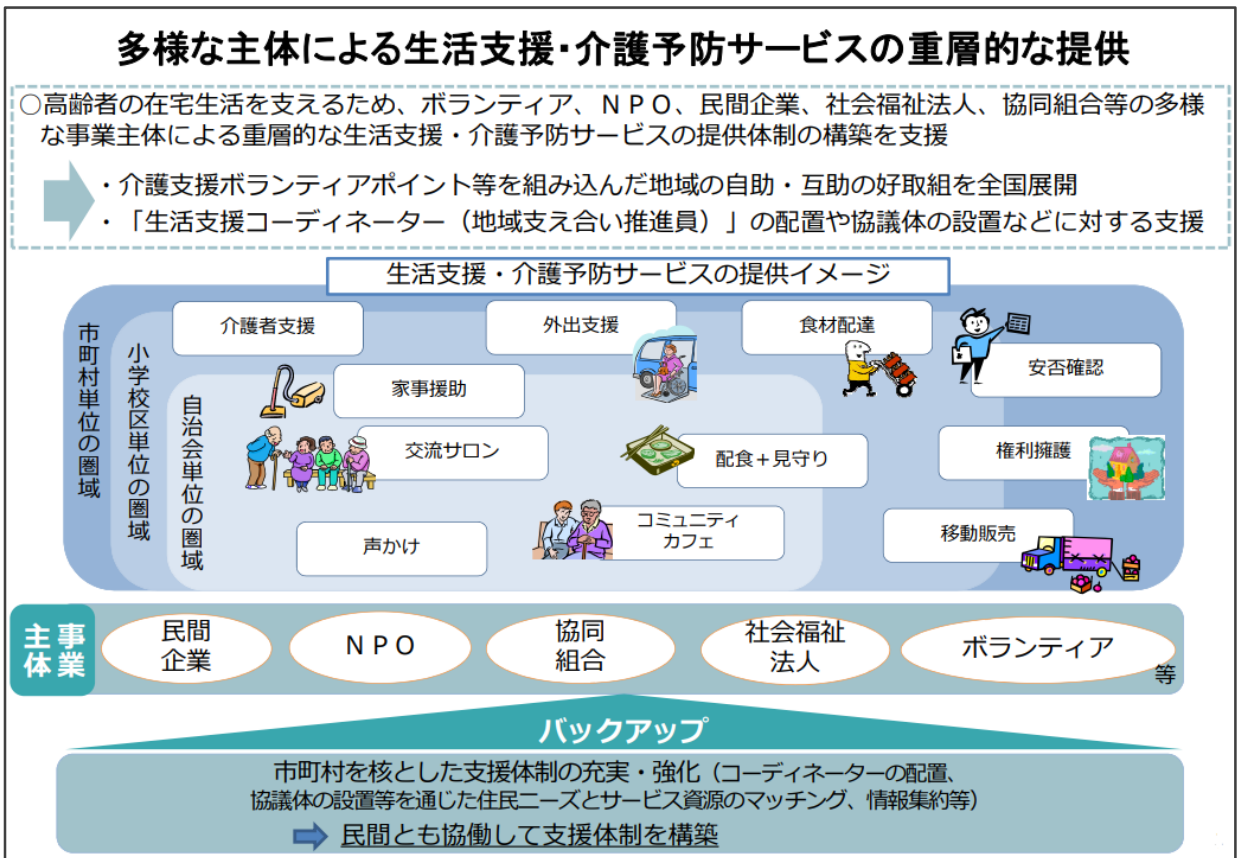 多様な主体による生活支援・介護予防サービスの重層的な提供
○高齢者の在宅生活を支えるため、ボランティア、ＮＰＯ、民間企業、社会福祉法人、協同組合等の多様
な事業主体による重層的な生活支援・介護予防サービスの提供体制の構築を支援
・介護支援ボランティアポイント等を組み込んだ地域の自助・互助の好取組を全国展開
・「生活支援コーディネーター（地域支え合い推進員）」の配置や協議体の設置などに対する支援
生活支援・介護予防サービスの提供イメージ
市町村単位の圏域
小学校区単位の圏域
自治会単位の圏域
介護者支援
外出支援
食材配達
安否確認
家事援助
交流サロン
配食＋見守り
権利擁護
声かけ
コミュニティ
カフェ
移動販売
事業
主体
民間
企業
ＮＰＯ
協同
組合
社会福祉
法人
ボランティア
等
バックアップ
市町村を核とした支援体制の充実・強化（コーディネーターの配置、
協議体の設置等を通じた住民ニーズとサービス資源のマッチング、情報集約等）
民間とも協働して支援体制を構築